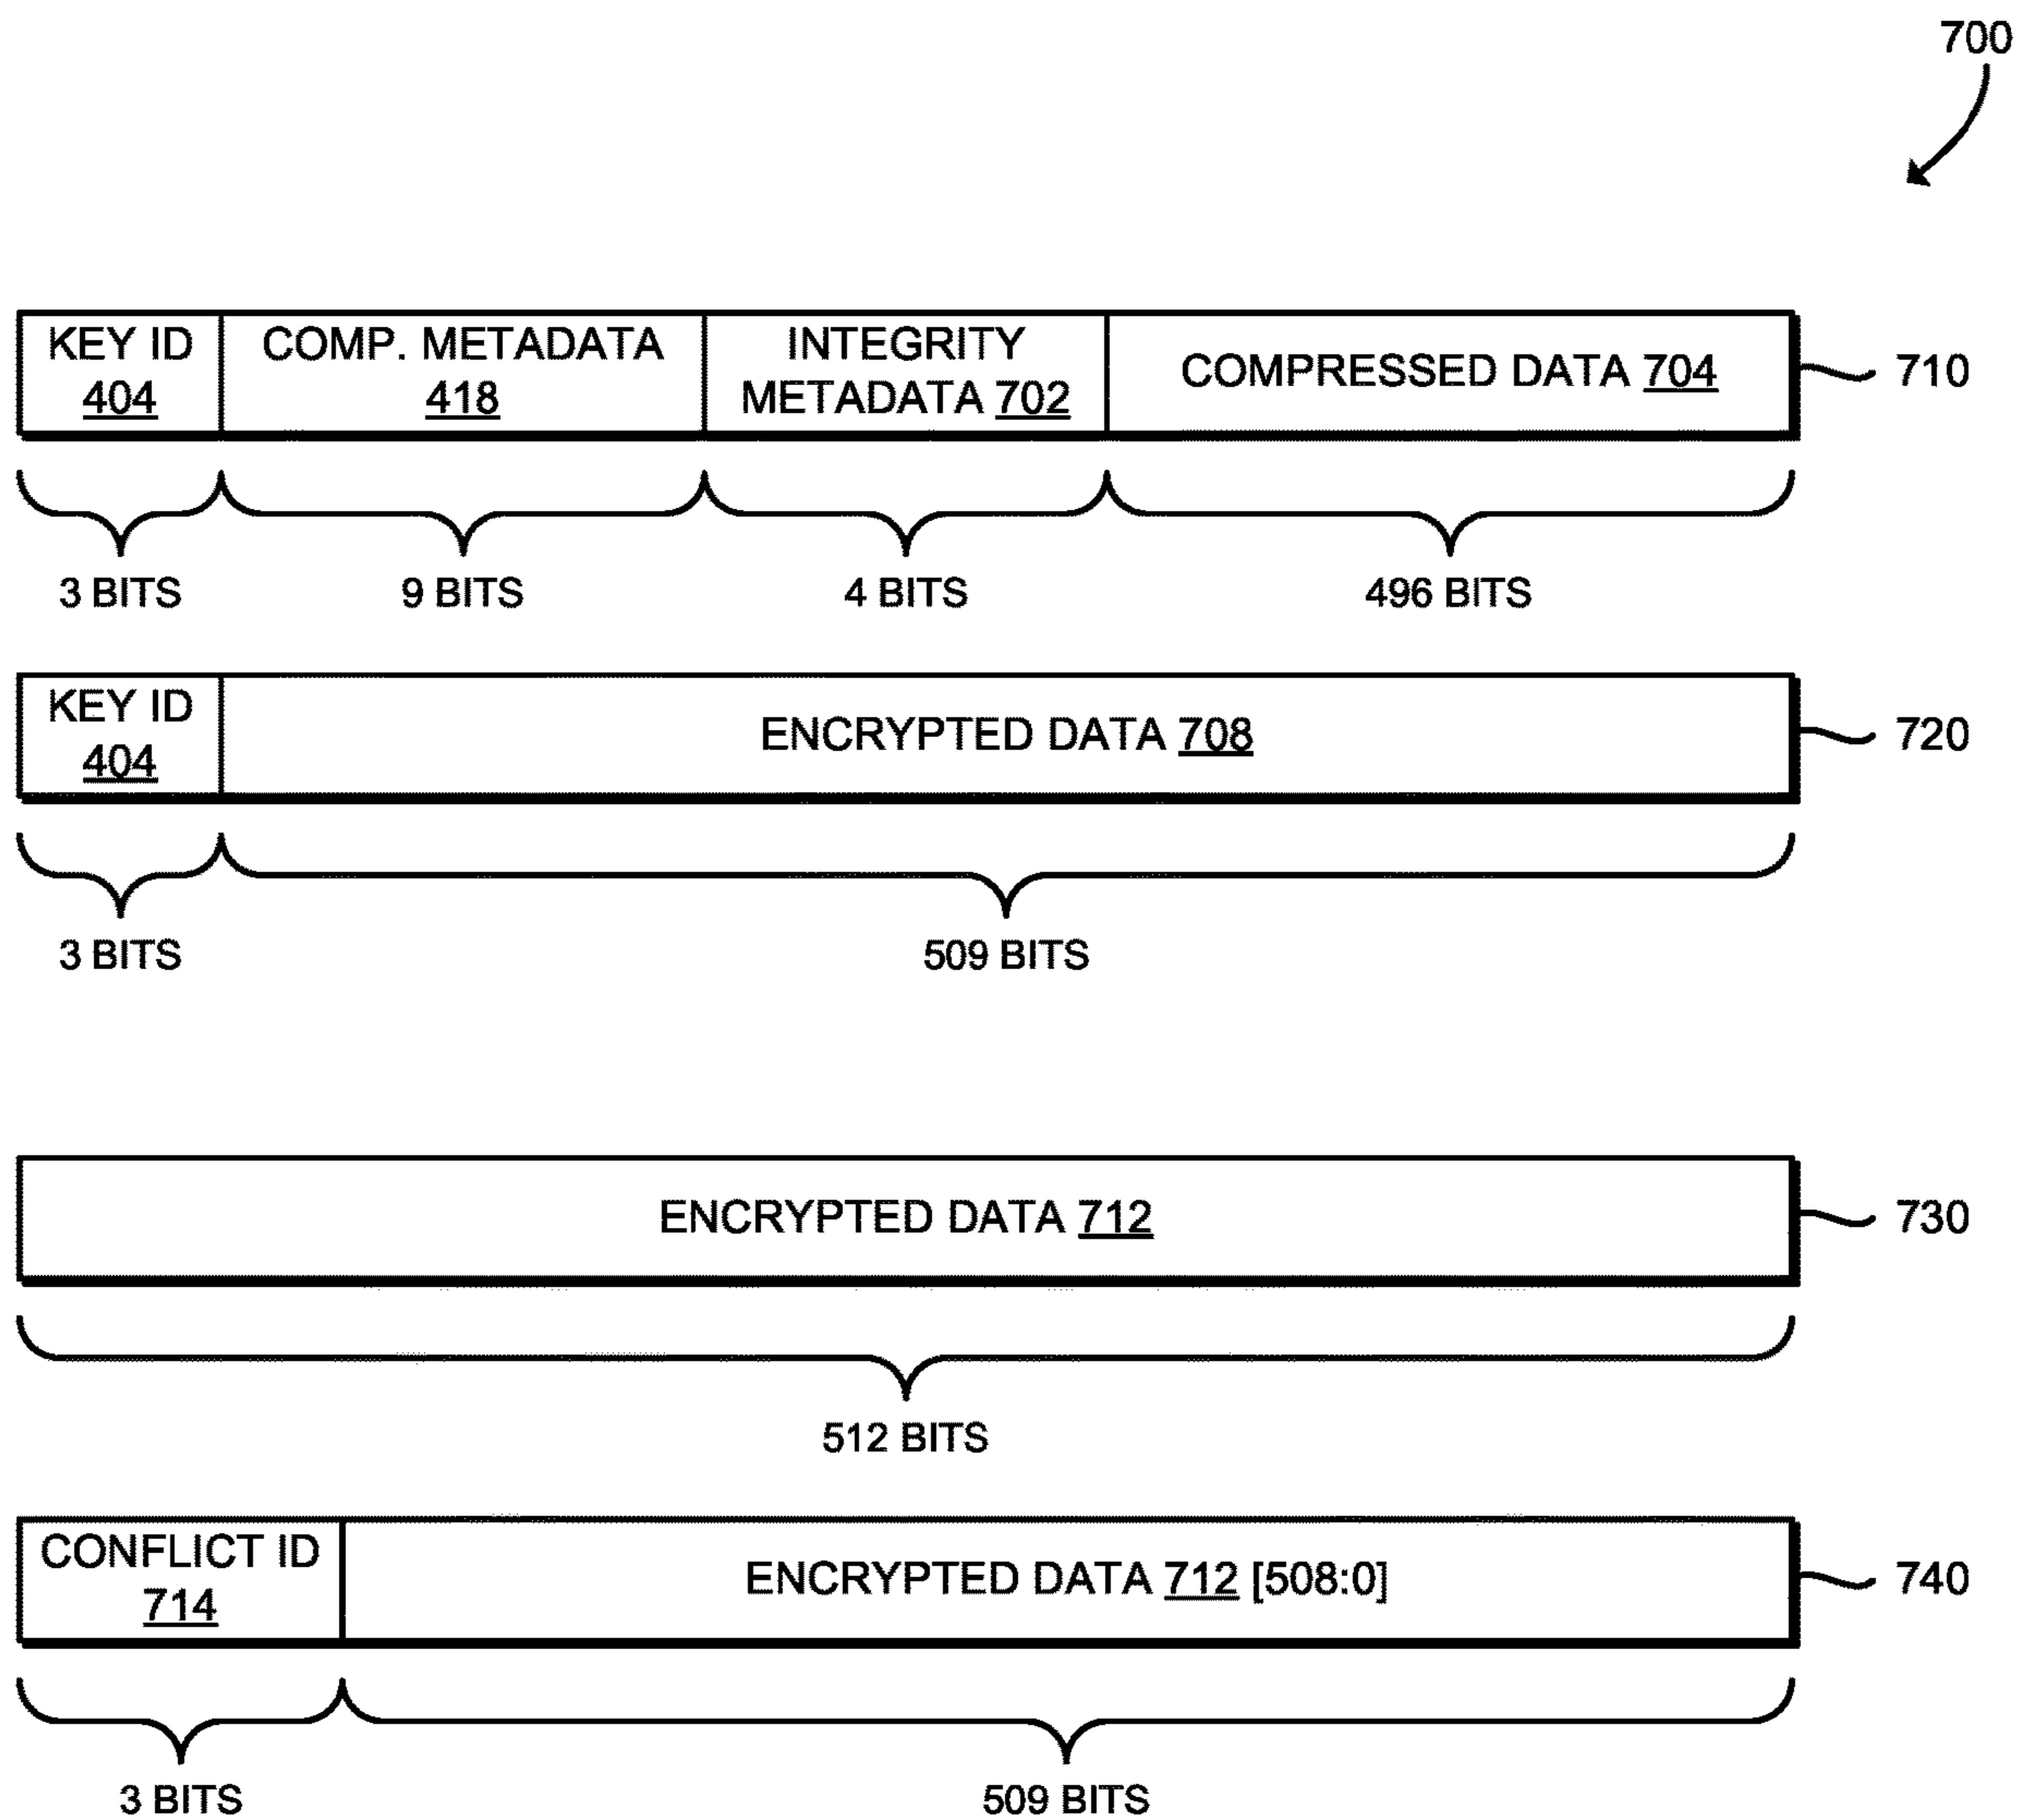 700
KEY ID
404
COMP. METADATA
418
INTEGRITY
METADATA 702
COMPRESSED DATA 704
710
3 BITS
9 BITS
4 BITS
496 BITS
KEY ID
404
ENCRYPTED DATA 708
720
3 BITS
509 BITS
ENCRYPTED DATA 712
730
512 BITS
CONFLICT ID
714
ENCRYPTED DATA 712 [508:0]
740
3 BITS
509 BITS